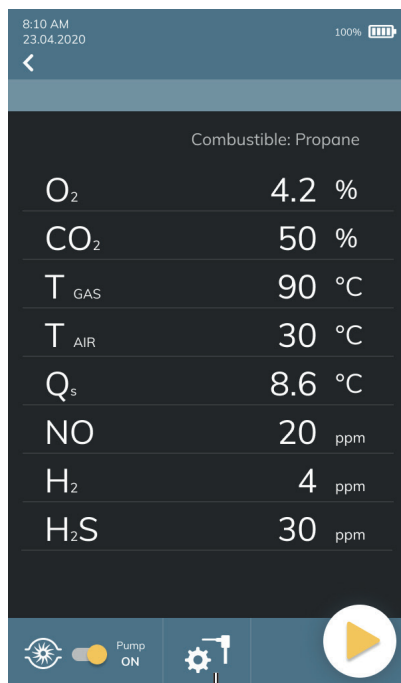 8:10 AM
23.04.2020
100%
Combustible: Propane
O₂ 4.2 %
CO₂ 50 %
T GAS 90 °C
T AIR 30 °C
Qₛ 8.6 °C
NO 20 ppm
H₂ 4 ppm
H₂S 30 ppm
Pump
ON